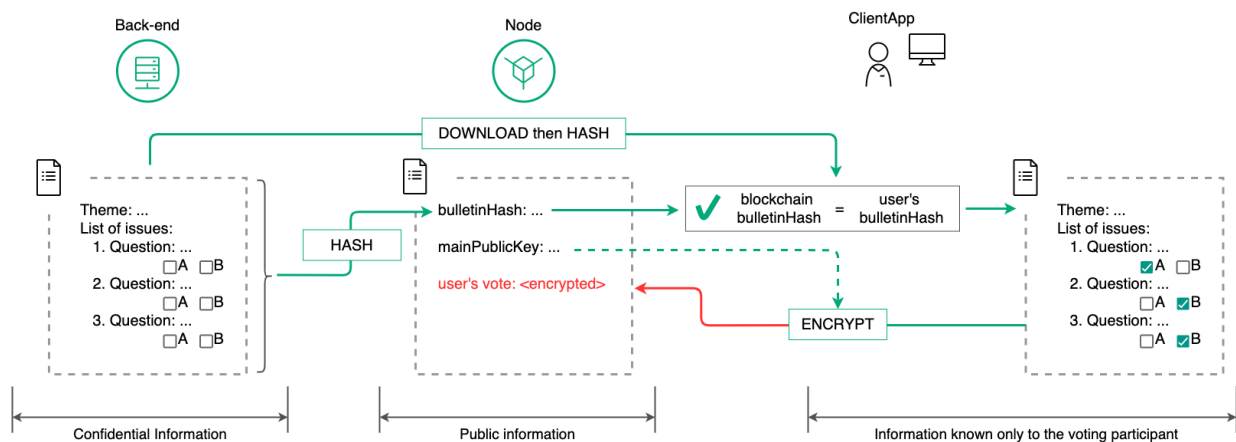 Back-end
Node
ClientApp
DOWNLOAD then HASH
Theme: ...
List of issues:
1. Question: ...
A B
2. Question: ...
A B
3. Question: ...
A B
HASH
bulletinHash: ...
mainPublicKey: ...
user's vote: <encrypted>
blockchain bulletinHash = user's bulletinHash
ENCRYPT
Theme: ...
List of issues:
1. Question: ...
A B
2. Question: ...
A B
3. Question: ...
A B
Confidential Information
Public information
Information known only to the voting participant